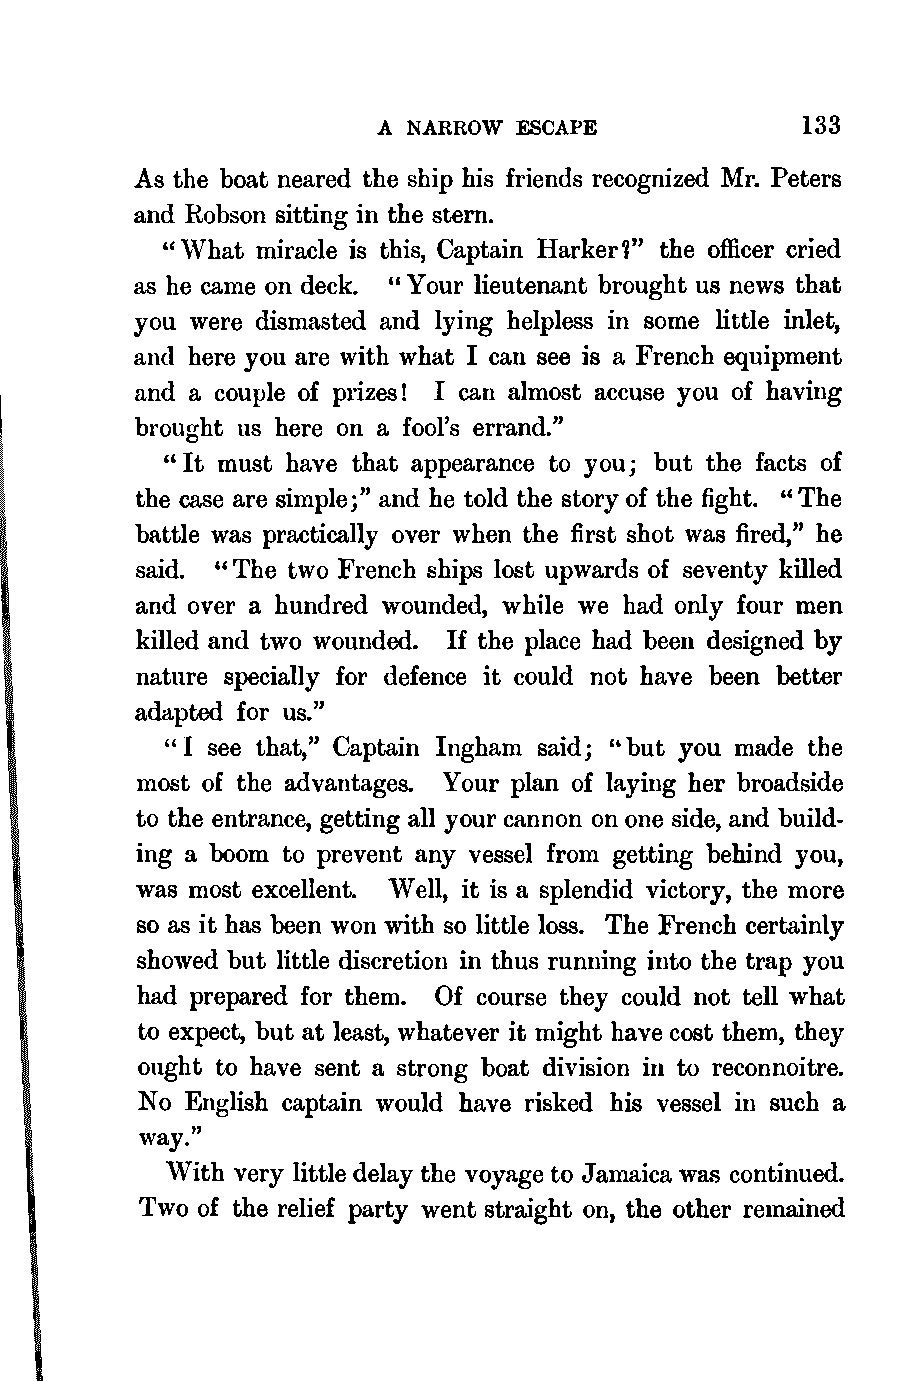 A NARROW ESCAPE 133
As the boat neared the ship his friends recognized Mr. Peters
and Robson sitting in the stern.
"What miracle is this, Captain Harker?" the officer cried
as he came on deck. "Your lieutenant brought us news that
you were dismasted and lying helpless in some little inlet,
and here you are with what I can see is a French equipment
and a couple of prizes! I can almost accuse you of having
brought us here on a fool's errand."
"It must have that appearance to you; but the facts of
the case are simple;" and he told the story of the fight. "The
battle was practically over when the first shot was fired," he
said. "The two French ships lost upwards of seventy killed
and over a hundred wounded, while we had only four men
killed and two wounded. If the place had been designed by
nature specially for defence it could not have been better
adapted for us."
"I see that," Captain Ingham said; "but you made the
most of the advantages. Your plan of laying her broadside
to the entrance, getting all your cannon on one side, and build-
ing a boom to prevent any vessel from getting behind you,
was most excellent. Well, it is a splendid victory, the more
so as it has been won with so little loss. The French certainly
showed but little discretion in thus running into the trap you
had prepared for them. Of course they could not tell what
to expect, but at least, whatever it might have cost them, they
ought to have sent a strong boat division in to reconnoitre.
No English captain would have risked his vessel in such a
way."
With very little delay the voyage to Jamaica was continued.
Two of the relief party went straight on, the other remained